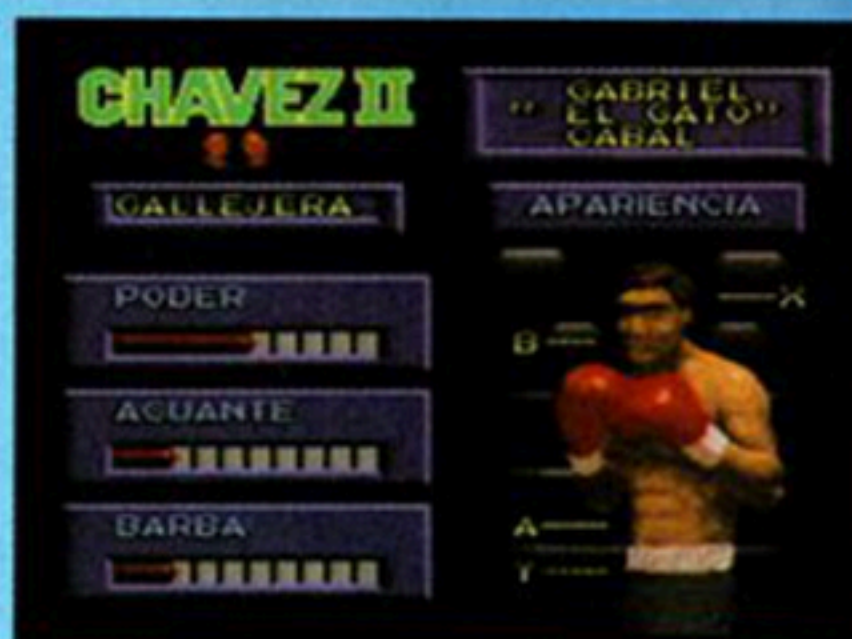 CHAVEZ II
" GABRIEL
EL GATO"
CABAL
CALLEJERA
APARIENCIA
PODER
X
B
AGUANTE
BARBA
A
Y